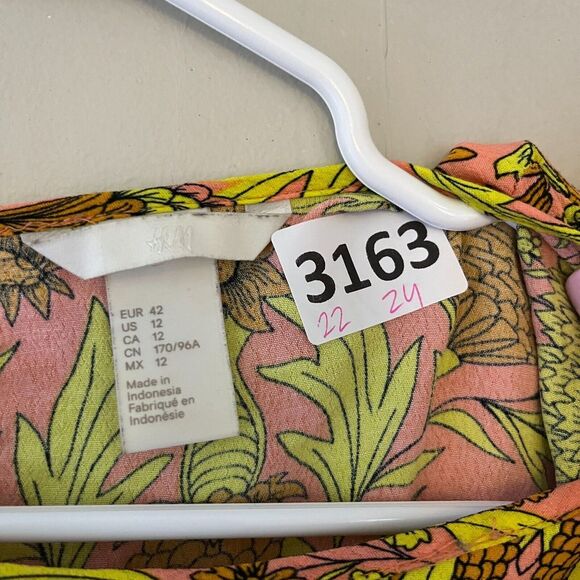 H&M
3163
22 24
EUR 42
US 12
CA 12
CN 170/96A
MX 12
Made in
Indonesia
Fabriqué en
Indonésie